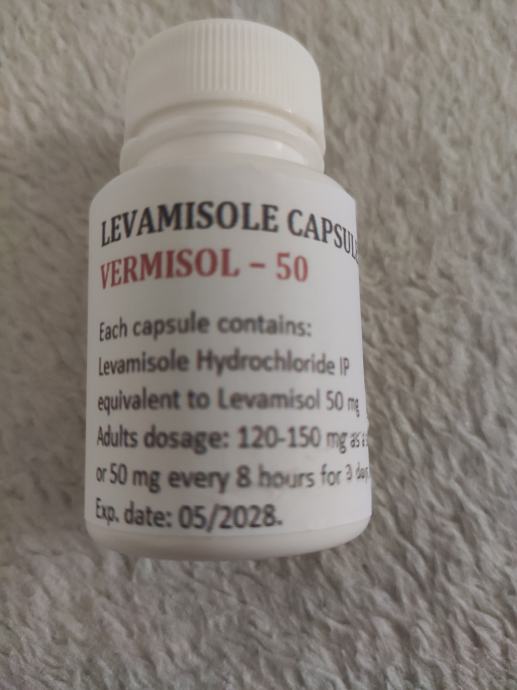 LEVAMISOLE CAPSUL
VERMISOL – 50
Each capsule contains:
Levamisole Hydrochloride IP
equivalent to Levamisol 50 mg
Adults dosage: 120-150 mg as a
or 50 mg every 8 hours for 3 day
Exp. date: 05/2028.